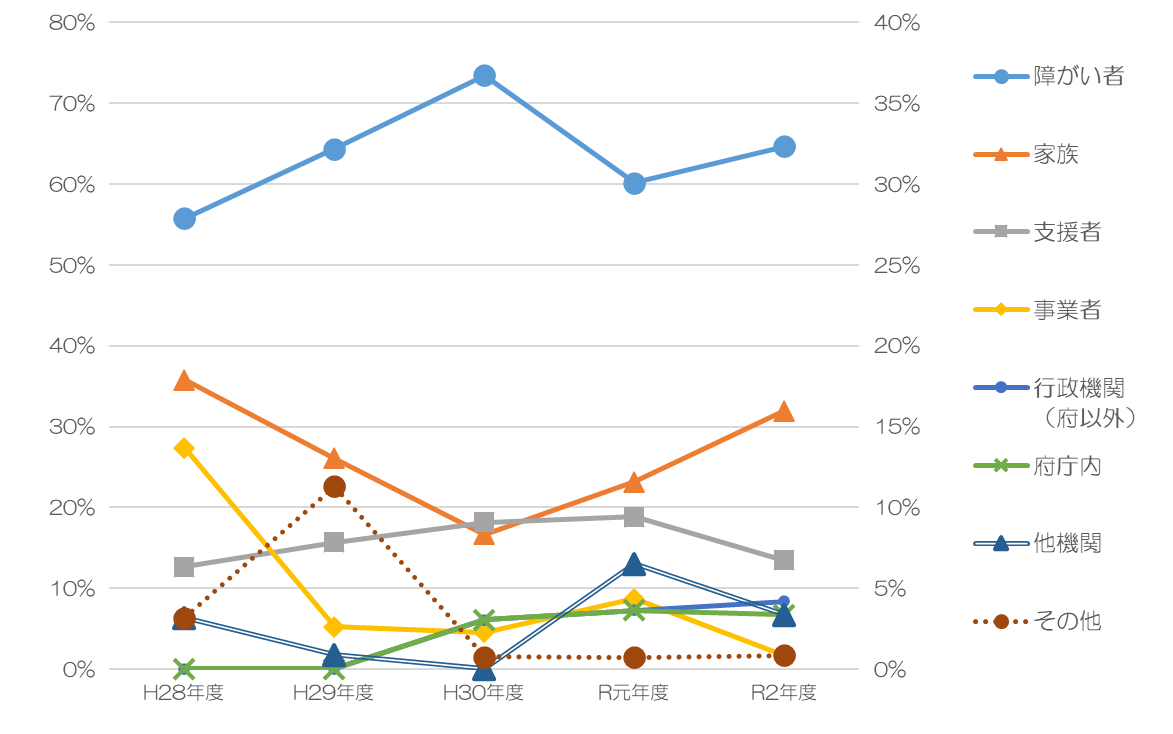 80%
70%
60%
50%
40%
30%
20%
10%
0%
40%
35%
30%
25%
20%
15%
10%
5%
0%
H28年度
H29年度
H30年度
R元年度
R2年度
障がい者
家族
支援者
事業者
行政機関
（府以外）
府庁内
他機関
その他